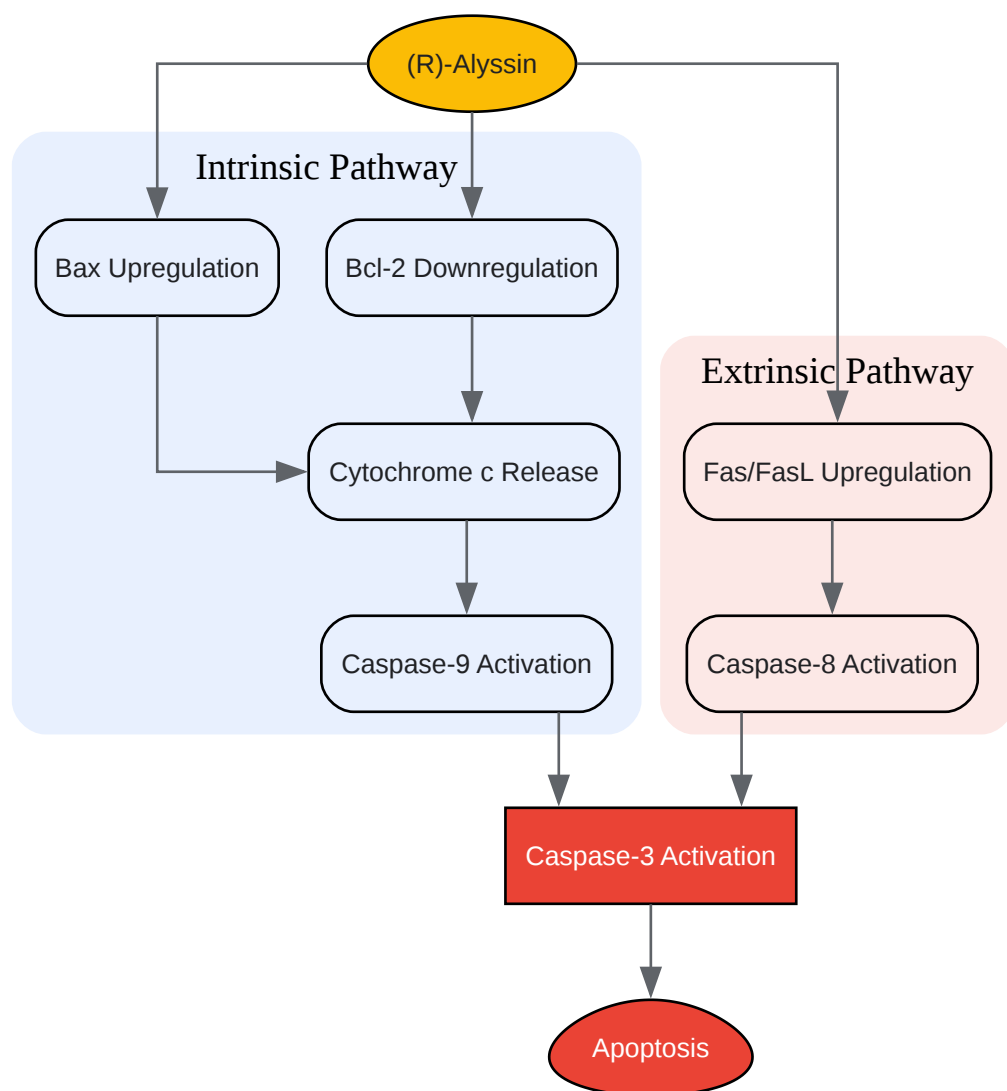 (R)-Alyssin
Intrinsic Pathway
Bax Upregulation
Bcl-2 Downregulation
Extrinsic Pathway
Cytochrome c Release
Fas/FasL Upregulation
Caspase-9 Activation
Caspase-8 Activation
Caspase-3 Activation
Apoptosis